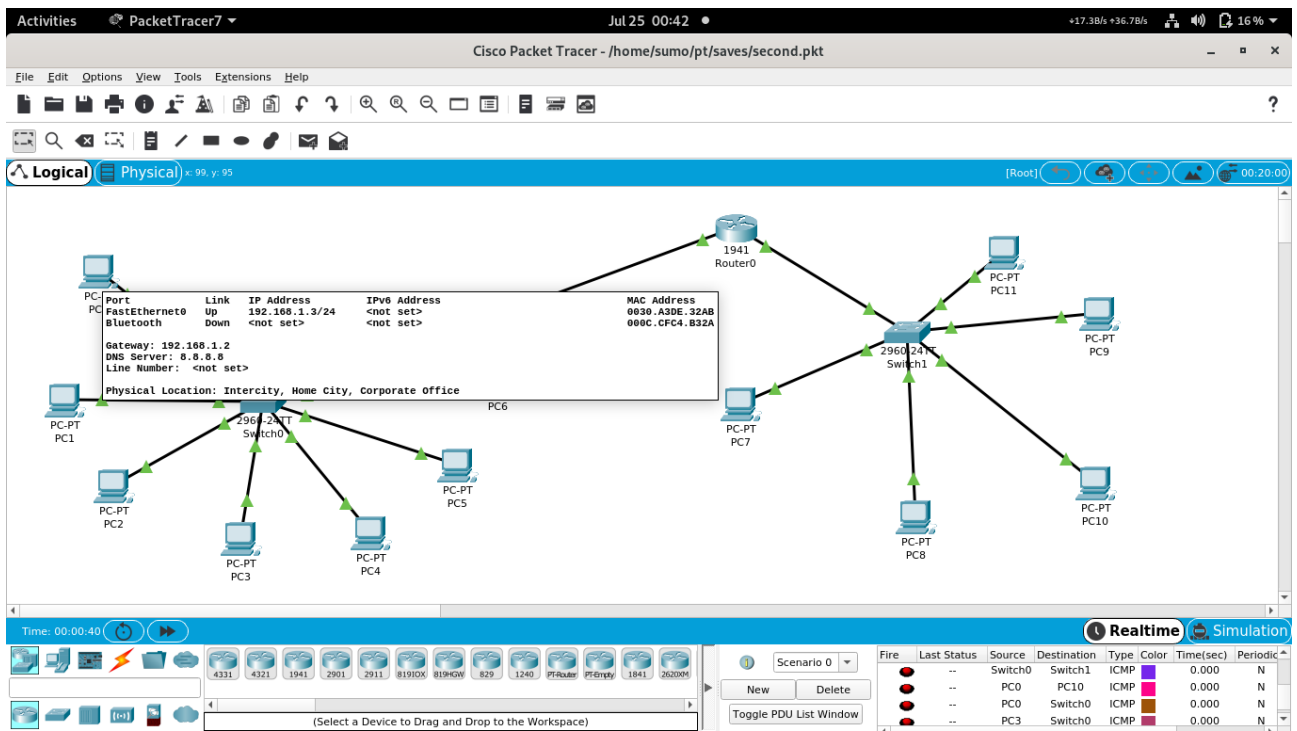 Activities PacketTracer7 Jul 25 00:42 +17.3B/s +36.7B/s 16 %
Cisco Packet Tracer - /home/sumo/pt/saves/second.pkt
File Edit Options View Tools Extensions Help
?
Logical Physical x: 99, y: 95 [Root] 00:20:00
1941
Router0
PC-PT
PC11
PC-
PC
Port Link IP Address IPv6 Address MAC Address
FastEthernet0 Up 192.168.1.3/24 <not set> 0030.A3DE.32AB
Bluetooth Down <not set> <not set> 000C.CFC4.B32A
Gateway: 192.168.1.2
DNS Server: 8.8.8.8
Line Number: <not set>
Physical Location: Intercity, Home City, Corporate Office
PC-PT
PC9
2960-24TT
Switch1
PC6
PC-PT
PC1
2960-24TT
Switch0
PC-PT
PC7
PC-PT
PC5
PC-PT
PC2
PC-PT
PC10
PC-PT
PC3
PC-PT
PC4
PC-PT
PC8
Time: 00:00:40 Realtime Simulation
4331 4321 1941 2901 2911 819IOX 819HGW 829 1240 PT-Router PT-Empty 1841 2620XM
(Select a Device to Drag and Drop to the Workspace)
Scenario 0
New Delete
Toggle PDU List Window
Fire Last Status Source Destination Type Color Time(sec) Periodic
-- Switch0 Switch1 ICMP 0.000 N
-- PC0 PC10 ICMP 0.000 N
-- PC0 Switch0 ICMP 0.000 N
-- PC3 Switch0 ICMP 0.000 N